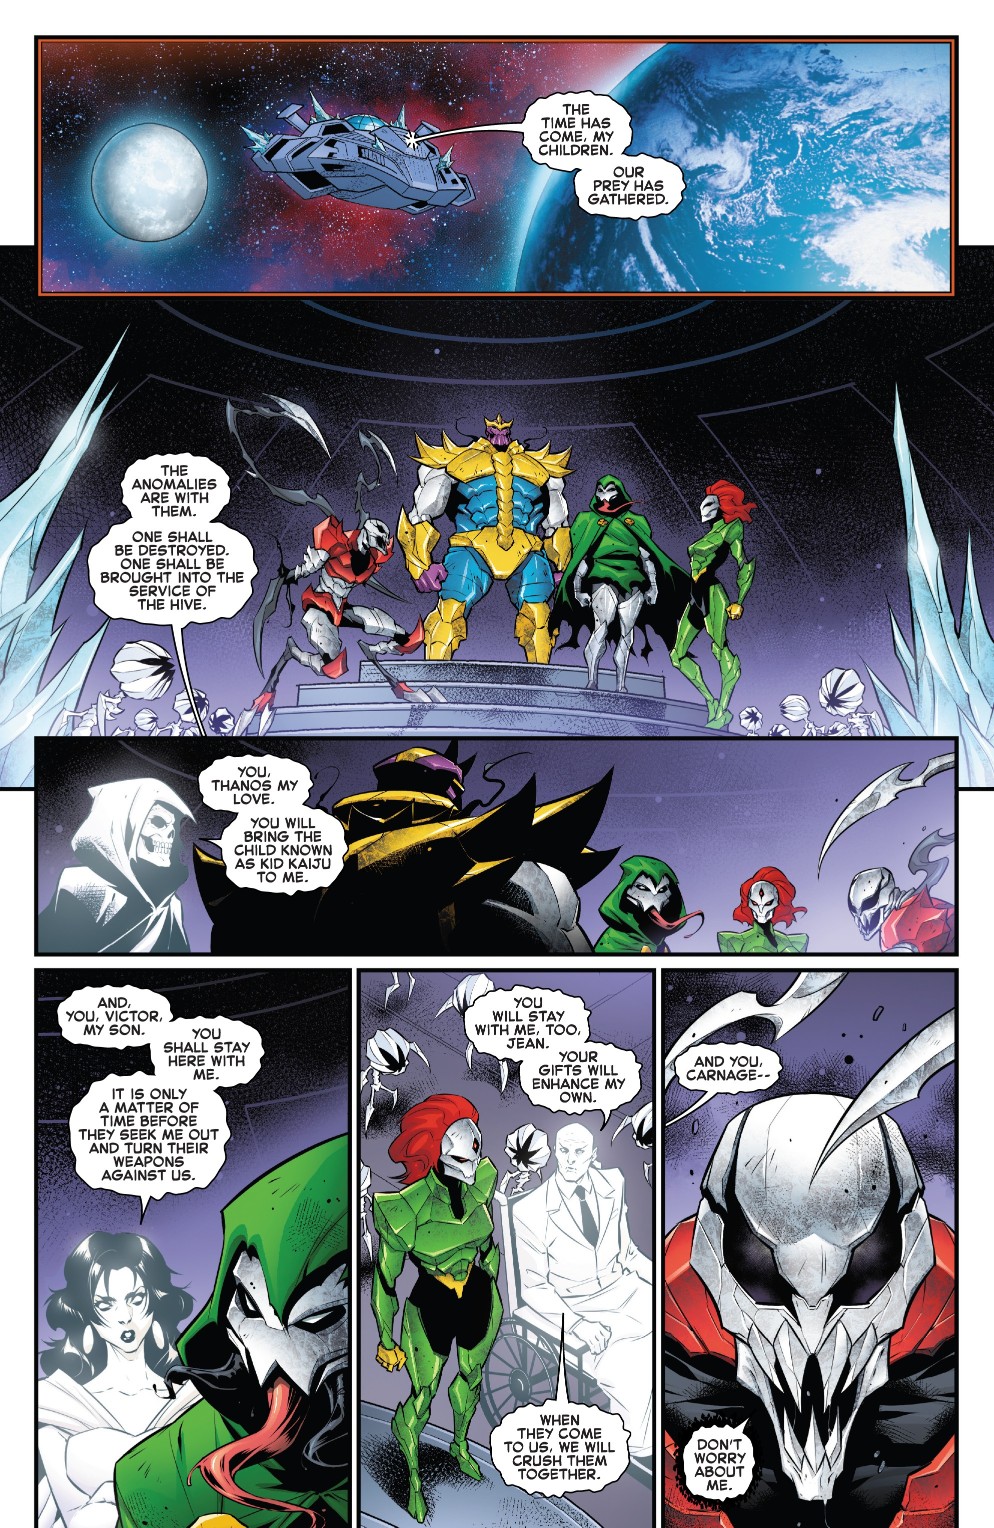 THE
TIME HAS
COME, MY
CHILDREN.
OUR
PREY HAS
GATHERED.
THE
ANOMALIES
ARE WITH
THEM.
ONE SHALL
BE DESTROYED.
ONE SHALL BE
BROUGHT INTO THE
SERVICE OF
THE HIVE.
YOU,
THANOS MY
LOVE.
YOU WILL
BRING THE
CHILD KNOWN
AS KID KAIJU
TO ME.
AND,
YOU, VICTOR,
MY SON.
YOU
SHALL STAY
HERE WITH
ME.
IT IS ONLY
A MATTER OF
TIME BEFORE
THEY SEEK ME OUT
AND TURN THEIR
WEAPONS
AGAINST US.
YOU
WILL STAY
WITH ME, TOO,
JEAN.
YOUR
GIFTS WILL
ENHANCE MY
OWN.
WHEN
THEY COME
TO US, WE WILL
CRUSH THEM
TOGETHER.
AND YOU,
CARNAGE--
DON'T
WORRY
ABOUT
ME.